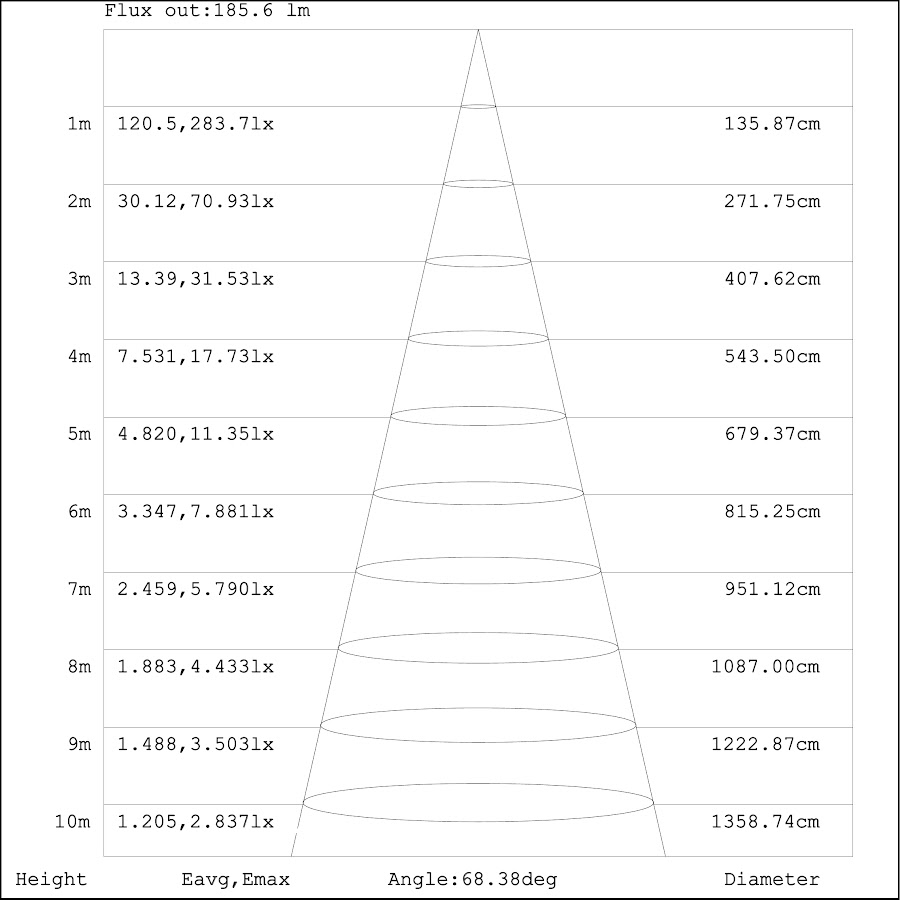 Flux out:185.6 lm
1m 120.5,283.7lx 135.87cm
2m 30.12,70.93lx 271.75cm
3m 13.39,31.53lx 407.62cm
4m 7.531,17.73lx 543.50cm
5m 4.820,11.35lx 679.37cm
6m 3.347,7.881lx 815.25cm
7m 2.459,5.790lx 951.12cm
8m 1.883,4.433lx 1087.00cm
9m 1.488,3.503lx 1222.87cm
10m 1.205,2.837lx 1358.74cm
Height Eavg,Emax Angle:68.38deg Diameter